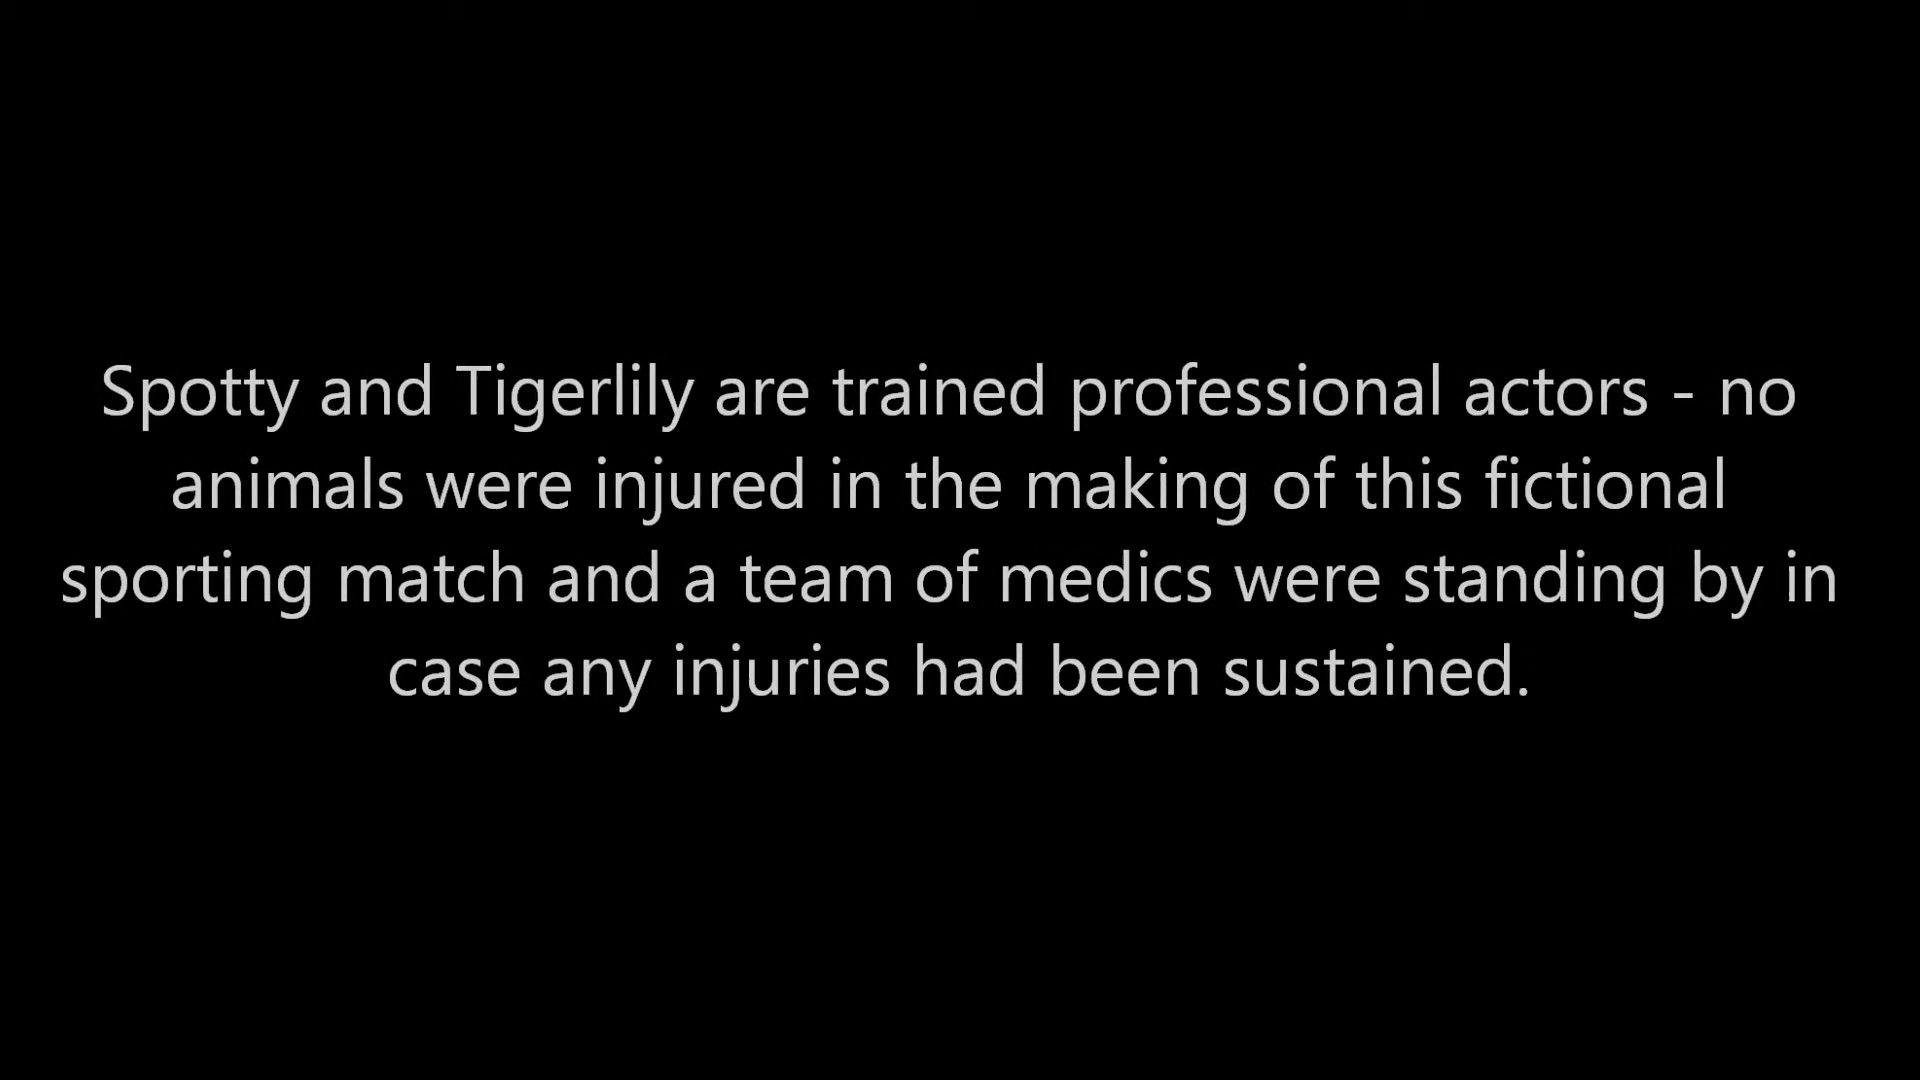 Spotty and Tigerlily are trained professional actors - no
animals were injured in the making of this fictional
sporting match and a team of medics were standing by in
case any injuries had been sustained.